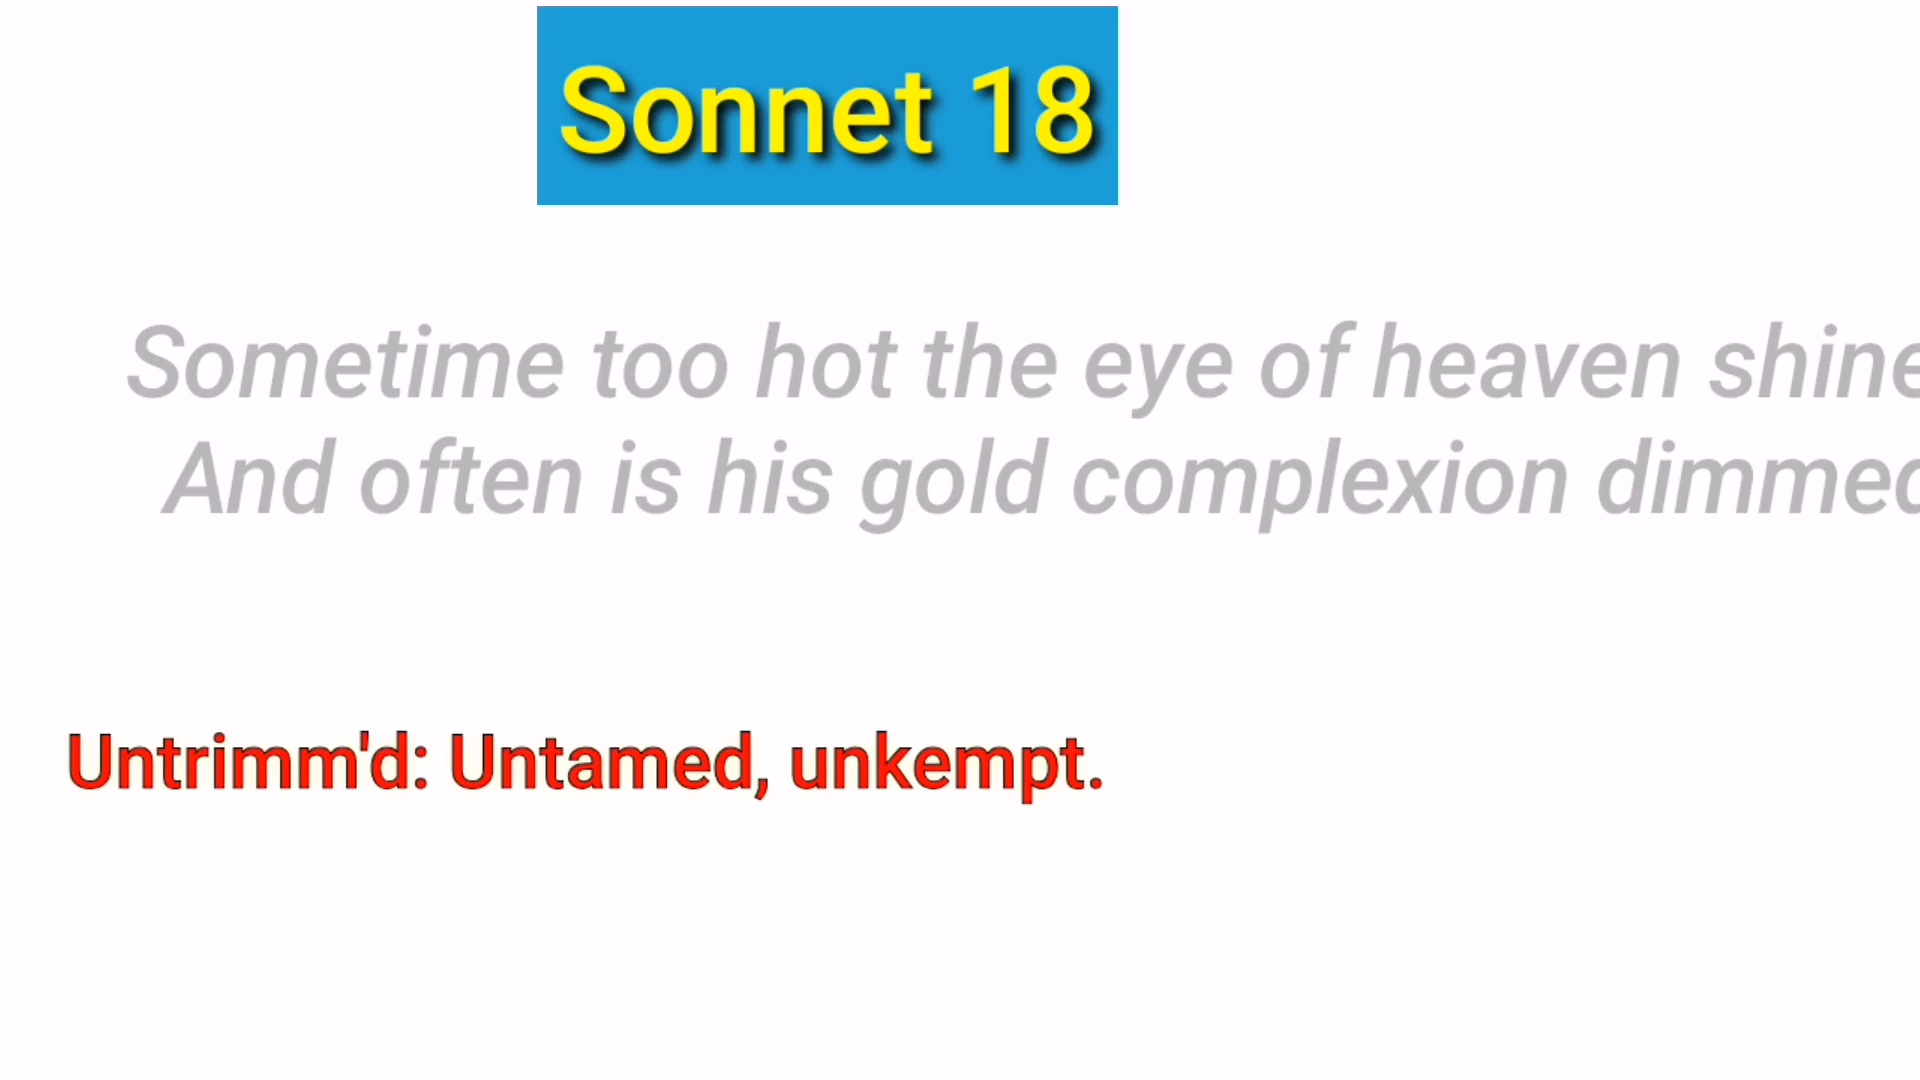 Sonnet 18
Sometime too hot the eye of heaven shine
And often is his gold complexion dimmed
Untrimm'd: Untamed, unkempt.